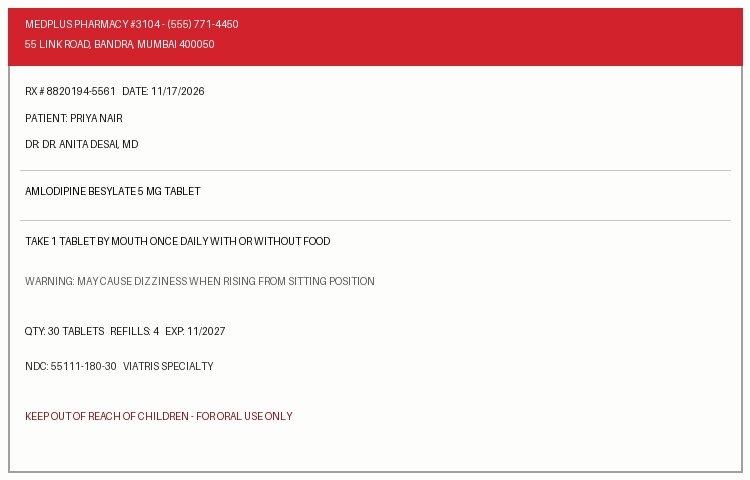 MEDPLUS PHARMACY #3104 - (555) 771-4450
55 LINK ROAD, BANDRA, MUMBAI 400050
RX # 8820194-5561 DATE: 11/17/2026
PATIENT: PRIYA NAIR
DR: DR. ANITA DESAI, MD
AMLODIPINE BESYLATE 5 MG TABLET
TAKE 1 TABLET BY MOUTH ONCE DAILY WITH OR WITHOUT FOOD
WARNING: MAY CAUSE DIZZINESS WHEN RISING FROM SITTING POSITION
QTY: 30 TABLETS REFILLS: 4 EXP: 11/2027
NDC: 55111-180-30 VIATRIS SPECIALTY
KEEP OUT OF REACH OF CHILDREN - FOR ORAL USE ONLY